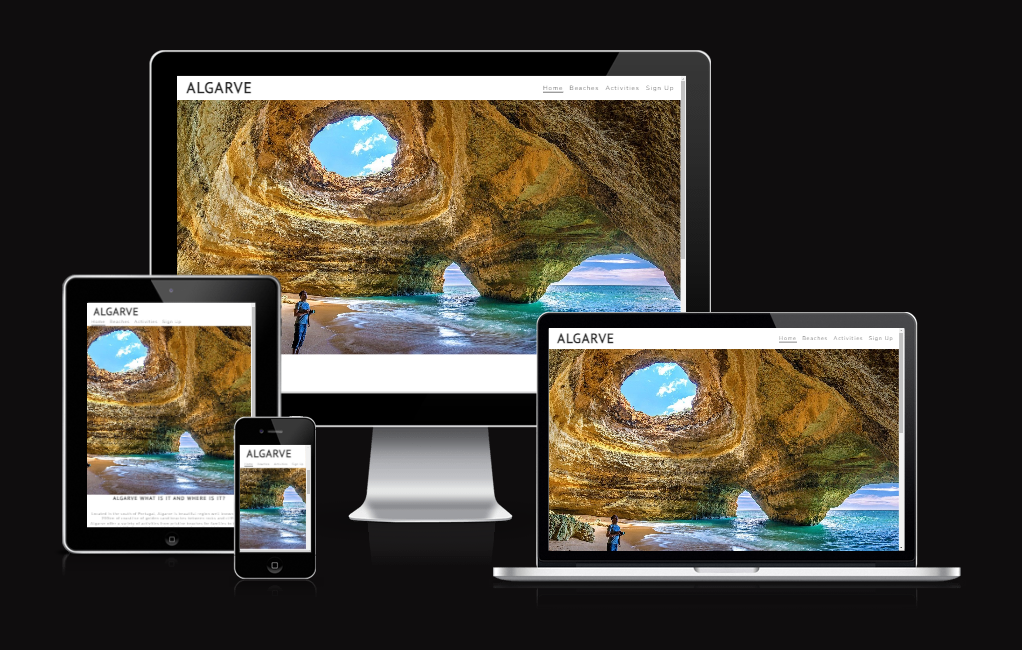 ALGARVE
Home Beaches Activities Sign Up
ALGARVE
Home Beaches Activities Sign Up
ALGARVE WHAT IS IT AND WHERE IS IT?
ALGARVE
Home Beaches Activities Sign Up
ALGARVE
Home Beaches Activities Sign Up